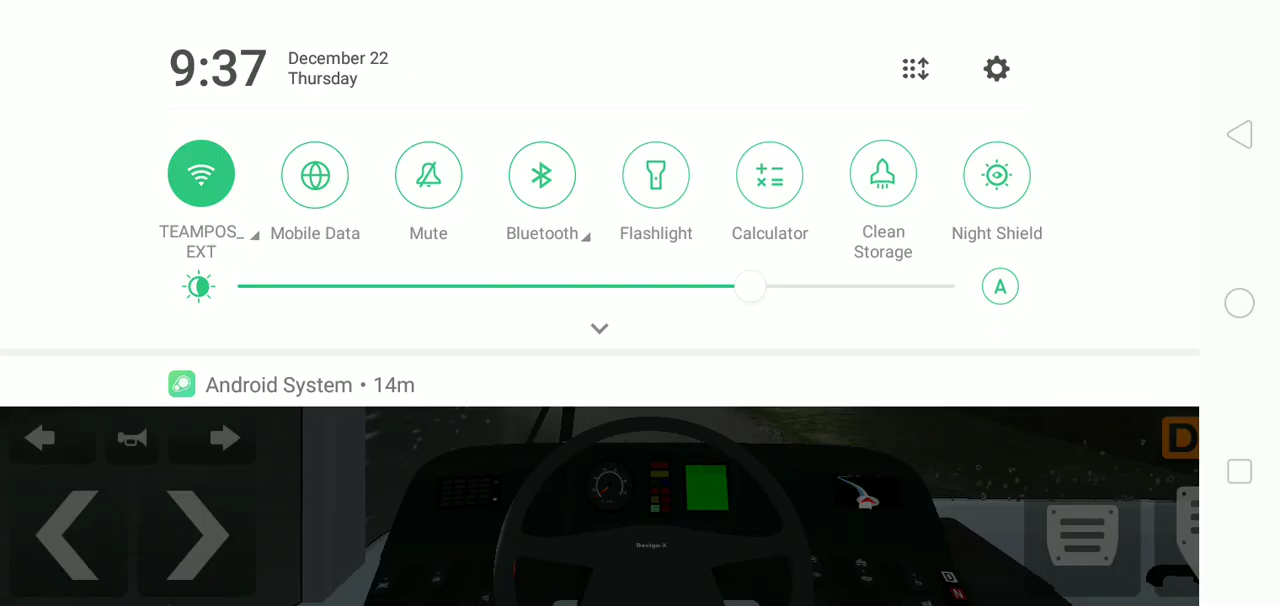 9:37
December 22
Thursday
TEAMPOS_
EXT
Mobile Data
Mute
Bluetooth
Flashlight
Calculator
Clean
Storage
Night Shield
A
Android System • 14m
D
Design-X
D
N